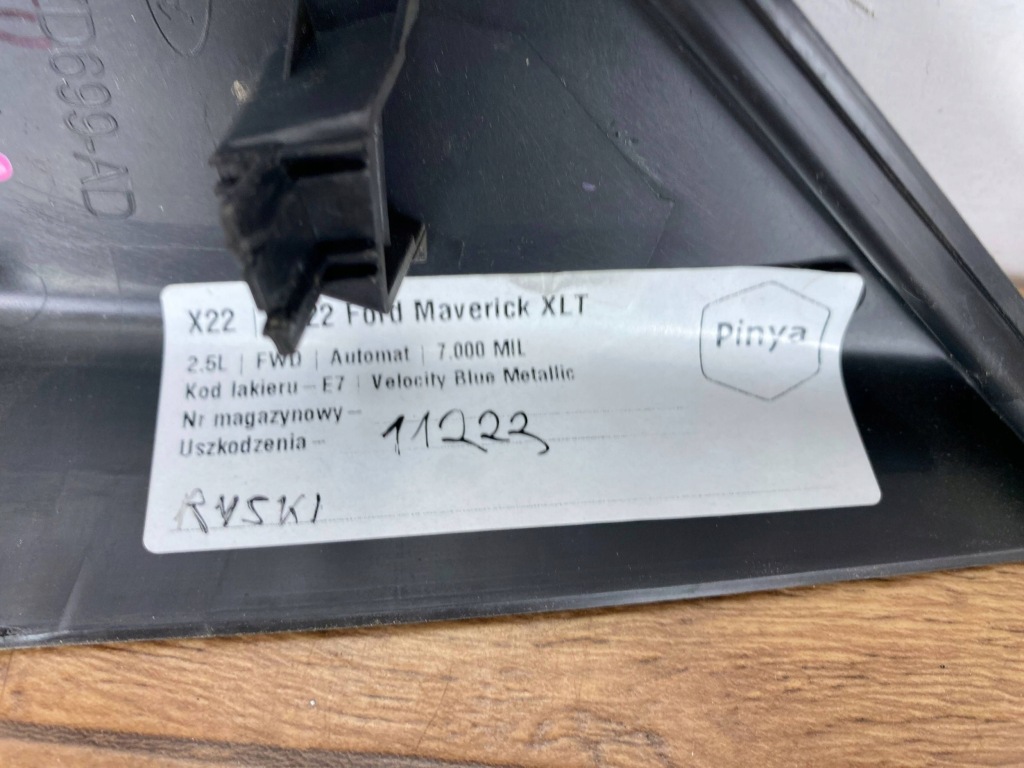 D699-AD
X22 | 22 Ford Maverick XLT
Pinya
2.5L | FWD | Automat | 7.000 MIL
Kod lakieru – E7 | Velocity Blue Metallic
Nr magazynowy –
11223
Uszkodzenia –
RYSKI